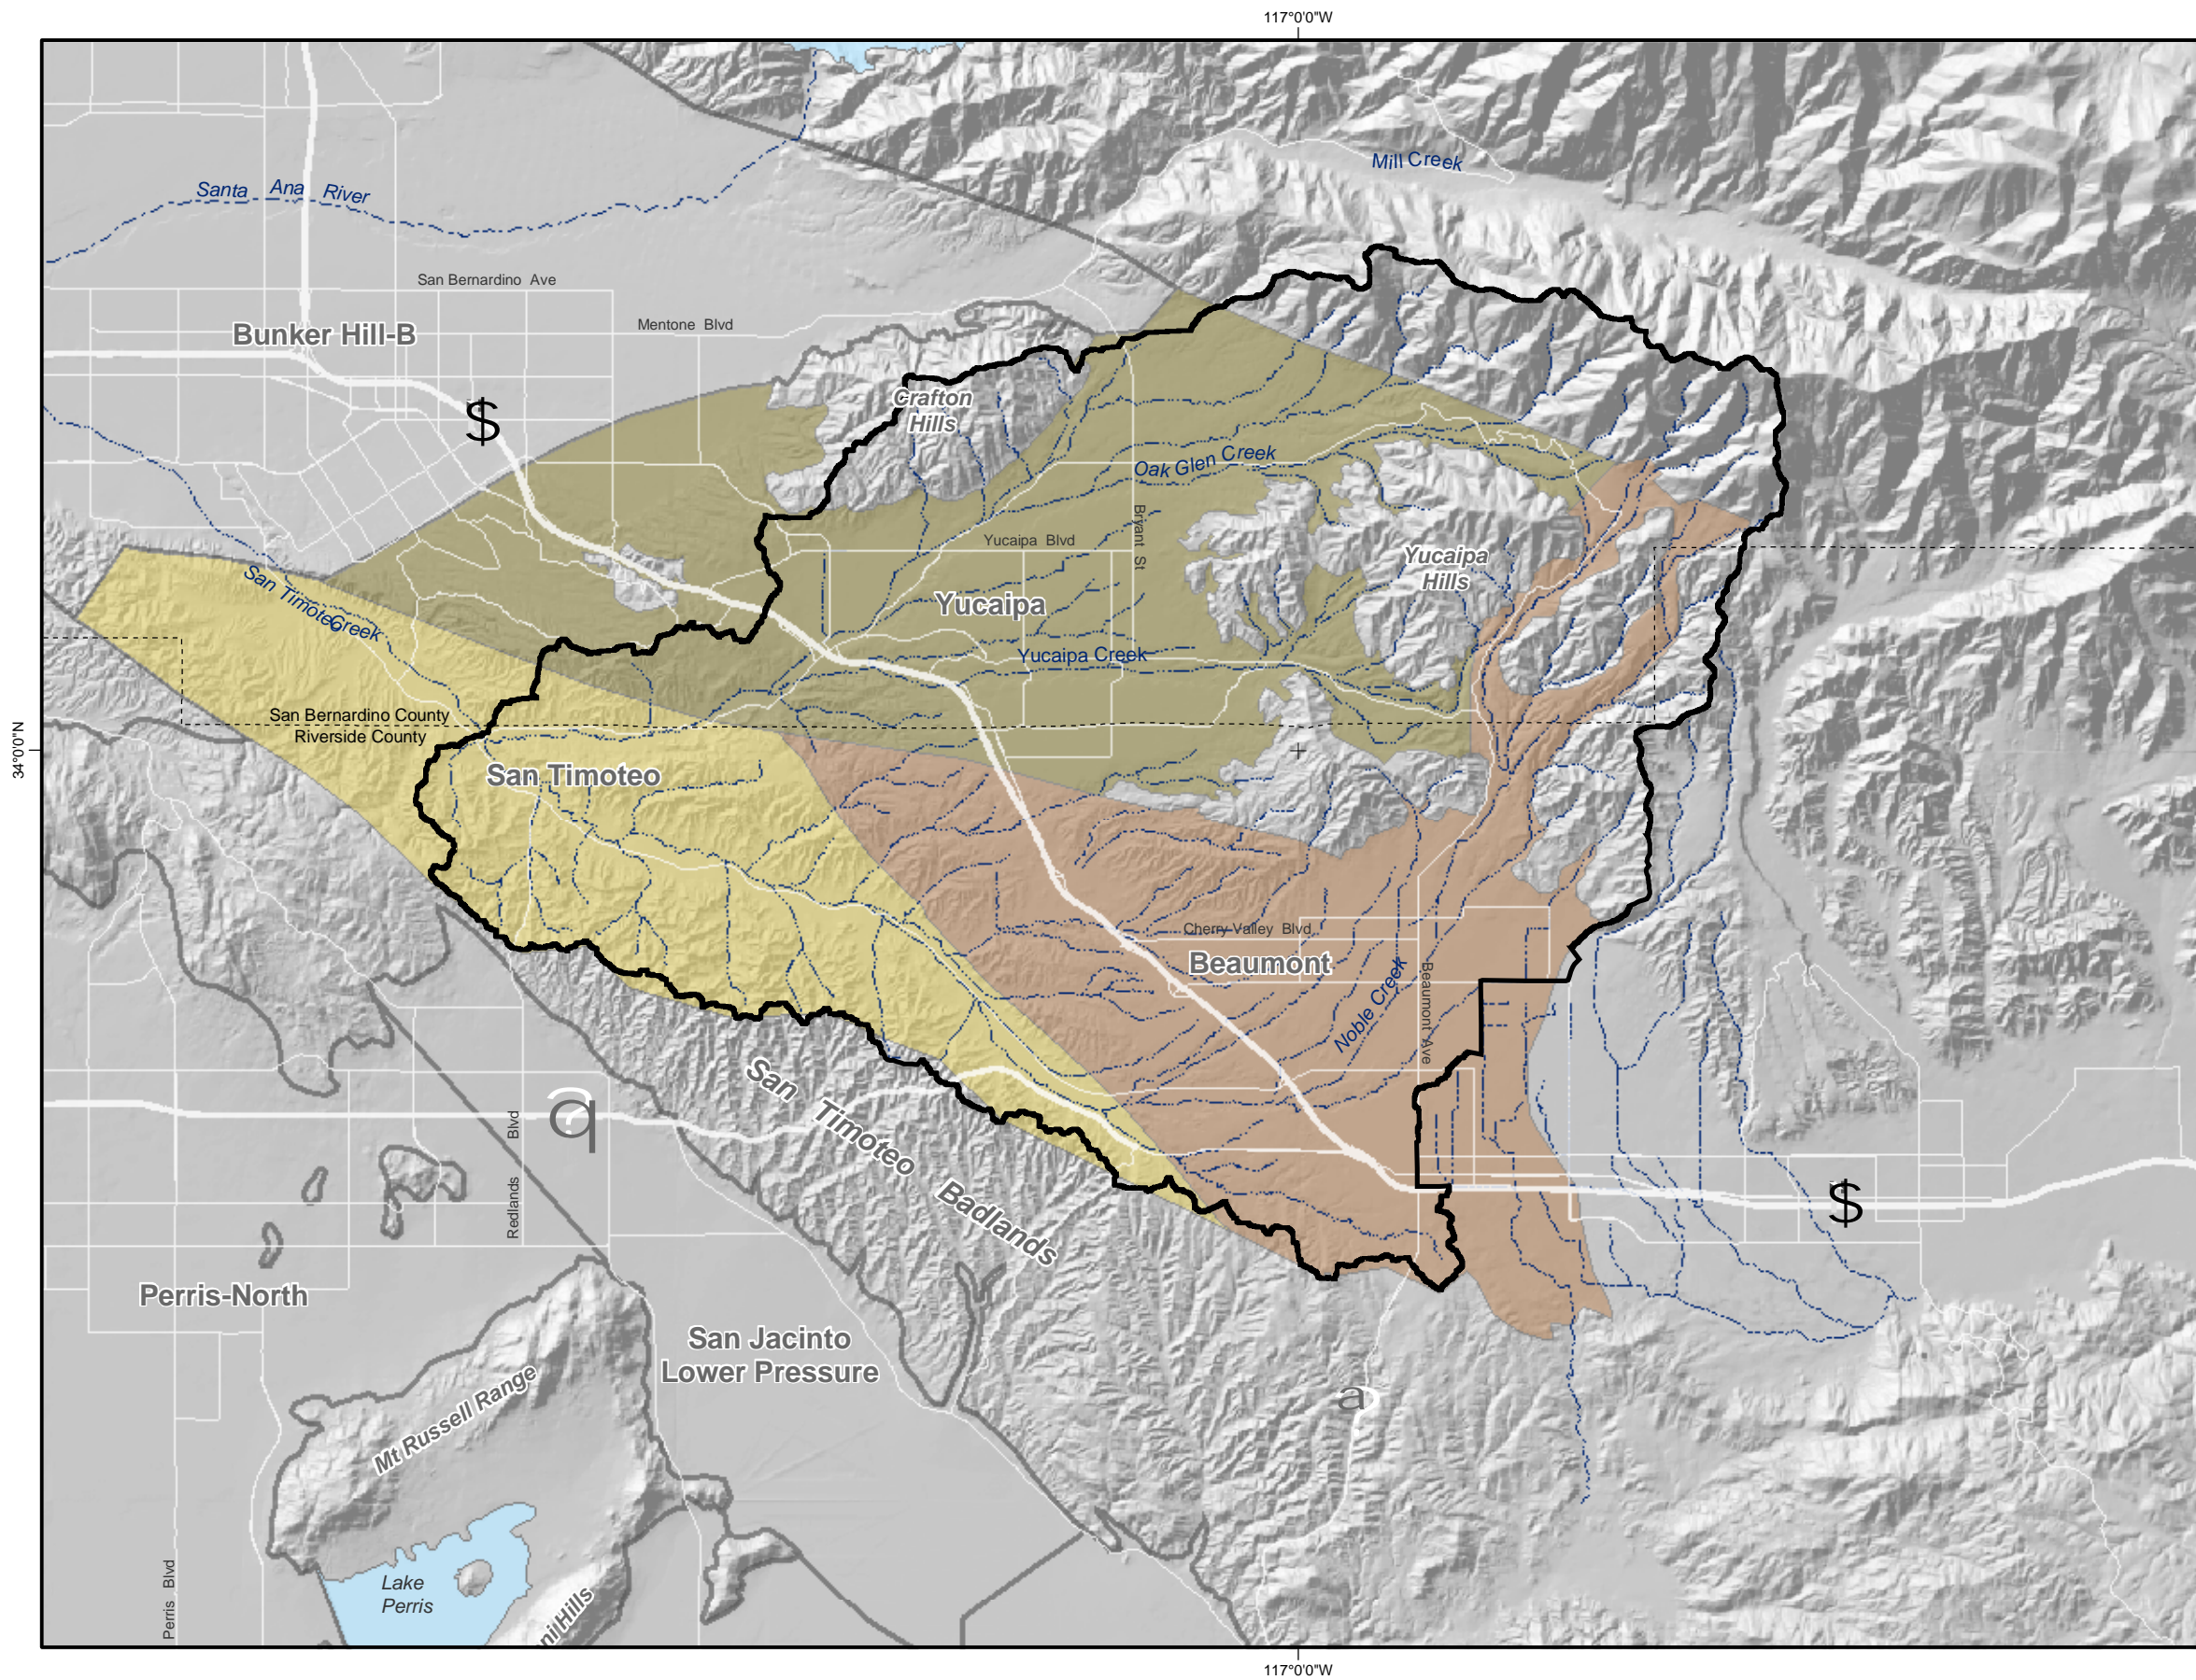 117°0'0"W
Mill Creek
Santa Ana River
San Bernardino Ave
Mentone Blvd
Bunker Hill-B
Crafton
Hills
$
Oak Glen Creek
Bryant St
Yucaipa Blvd
Yucaipa
Hills
Yucaipa
San Timoteo Creek
Yucaipa Creek
San Bernardino County
Riverside County
34°0'0"N
San Timoteo
Cherry Valley Blvd
Beaumont
Noble Creek
Beaumont Ave
San Timoteo Badlands
a
q
Redlands Blvd
$
Perris-North
San Jacinto
Lower Pressure
Mt Russell Range
a
Lake
Perris
Perris Blvd
Hills
117°0'0"W